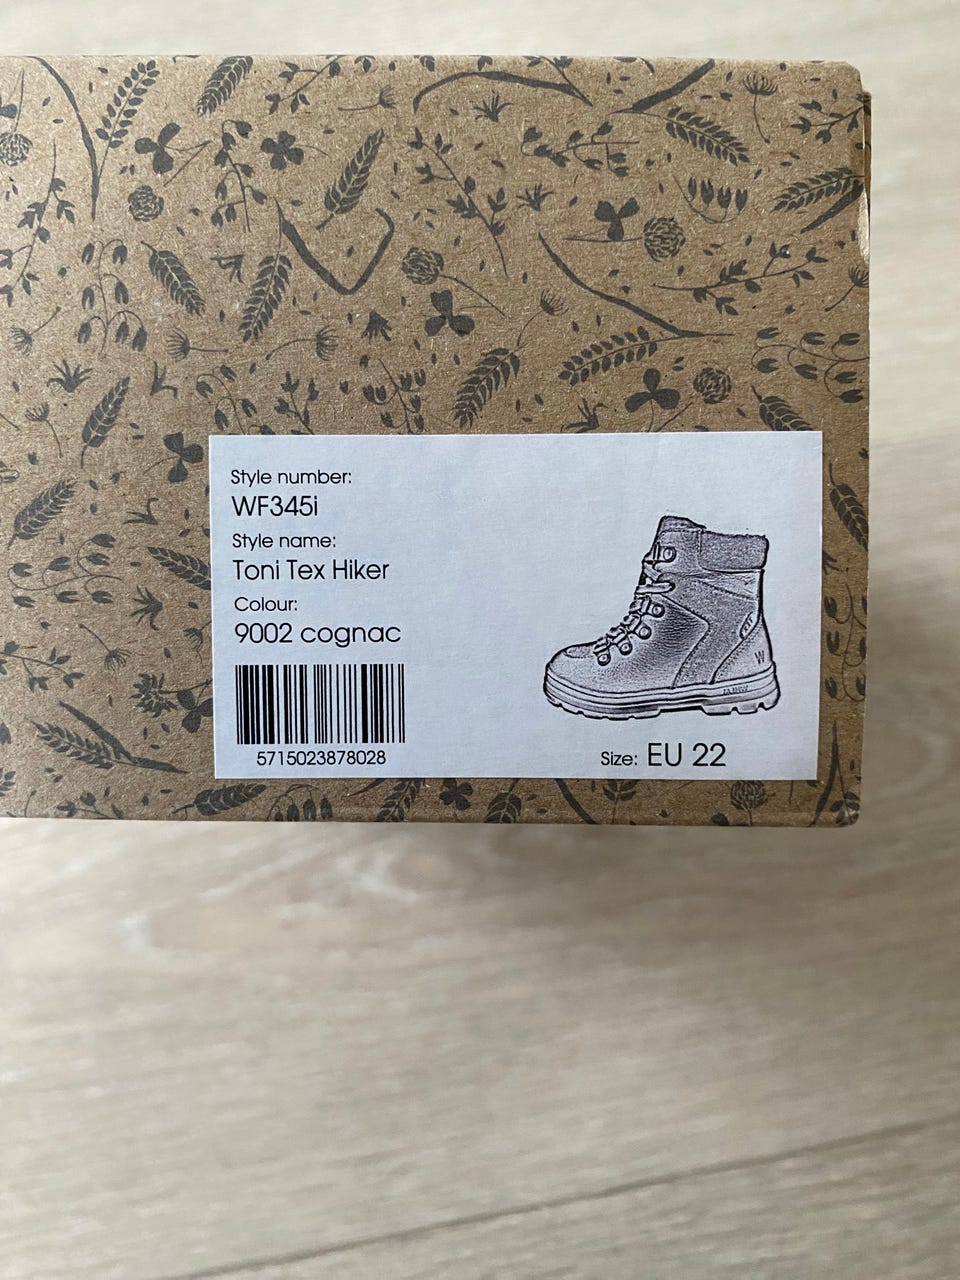 Style number:
WF345i
Style name:
Toni Tex Hiker
Colour:
9002 cognac
5715023878028
W
Size: EU 22